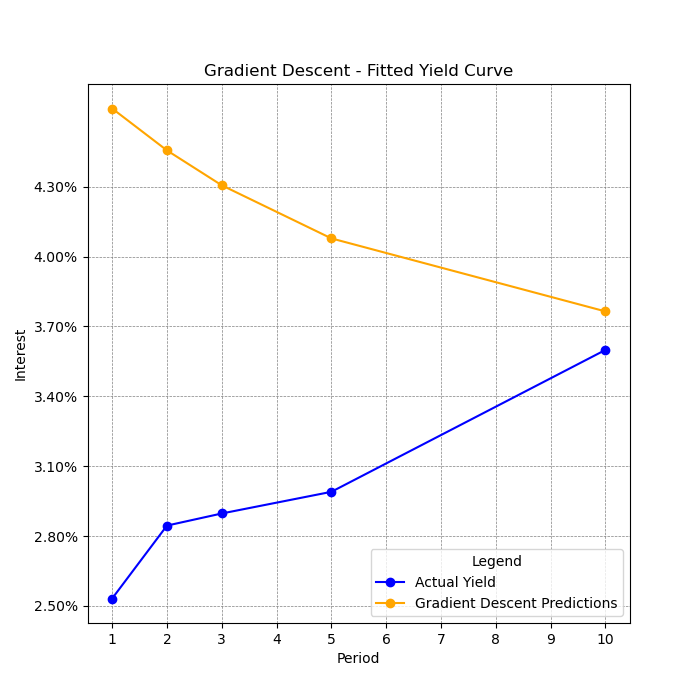 Gradient Descent - Fitted Yield Curve
Interest
4.30%
4.00%
3.70%
3.40%
3.10%
2.80%
2.50%
Legend
Actual Yield
Gradient Descent Predictions
1 2 3 4 5 6 7 8 9 10
Period